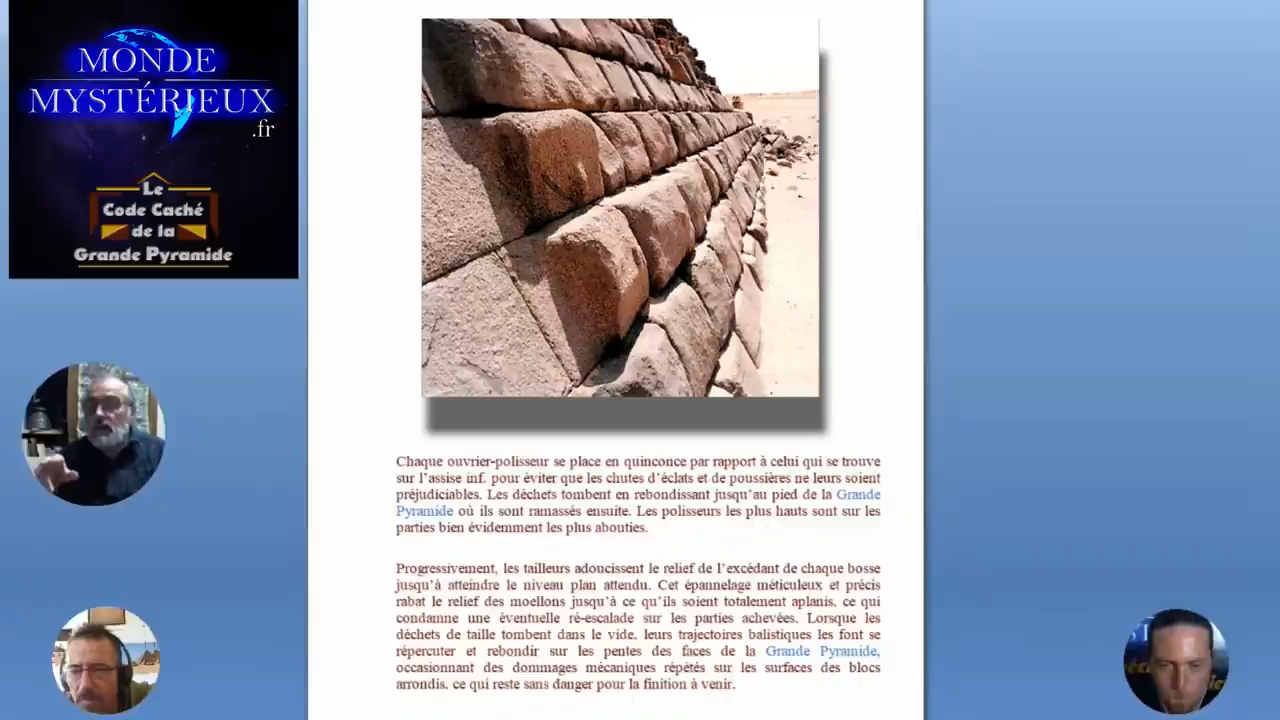 MONDE
MYSTÉRIEUX
.fr
Le
Code Caché
de la
Grande Pyramide
Chaque ouvrier-polisseur se place en quinconce par rapport à celui qui se trouve
sur l'assise inf. pour éviter que les chutes d'éclats et de poussières ne leurs soient
préjudiciables. Les déchets tombent en rebondissant jusqu'au pied de la Grande
Pyramide où ils sont ramassés ensuite. Les polisseurs les plus hauts sont sur les
parties bien évidemment les plus abouties.
Progressivement, les tailleurs adoucissent le relief de l'excédant de chaque bosse
jusqu'à atteindre le niveau plan attendu. Cet épannelage méticuleux et précis
rabat le relief des moellons jusqu'à ce qu'ils soient totalement aplanis, ce qui
condamne une éventuelle ré-escalade sur les parties achevées. Lorsque les
déchets de taille tombent dans le vide, leurs trajectoires balistiques les font se
répercuter et rebondir sur les pentes des faces de la Grande Pyramide,
occasionnant des dommages mécaniques répétés sur les surfaces des blocs
arrondis, ce qui reste sans danger pour la finition à venir.